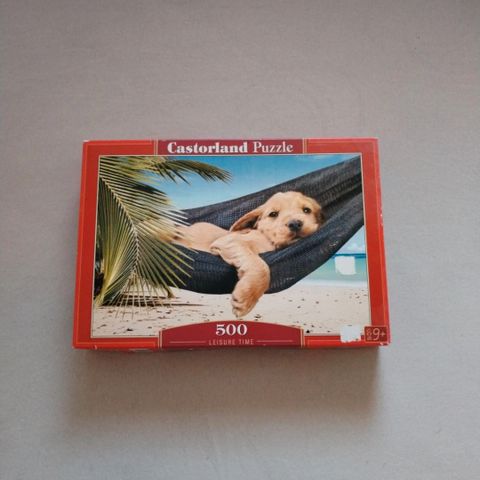 Castorland Puzzle
500
LEISURE TIME
9+